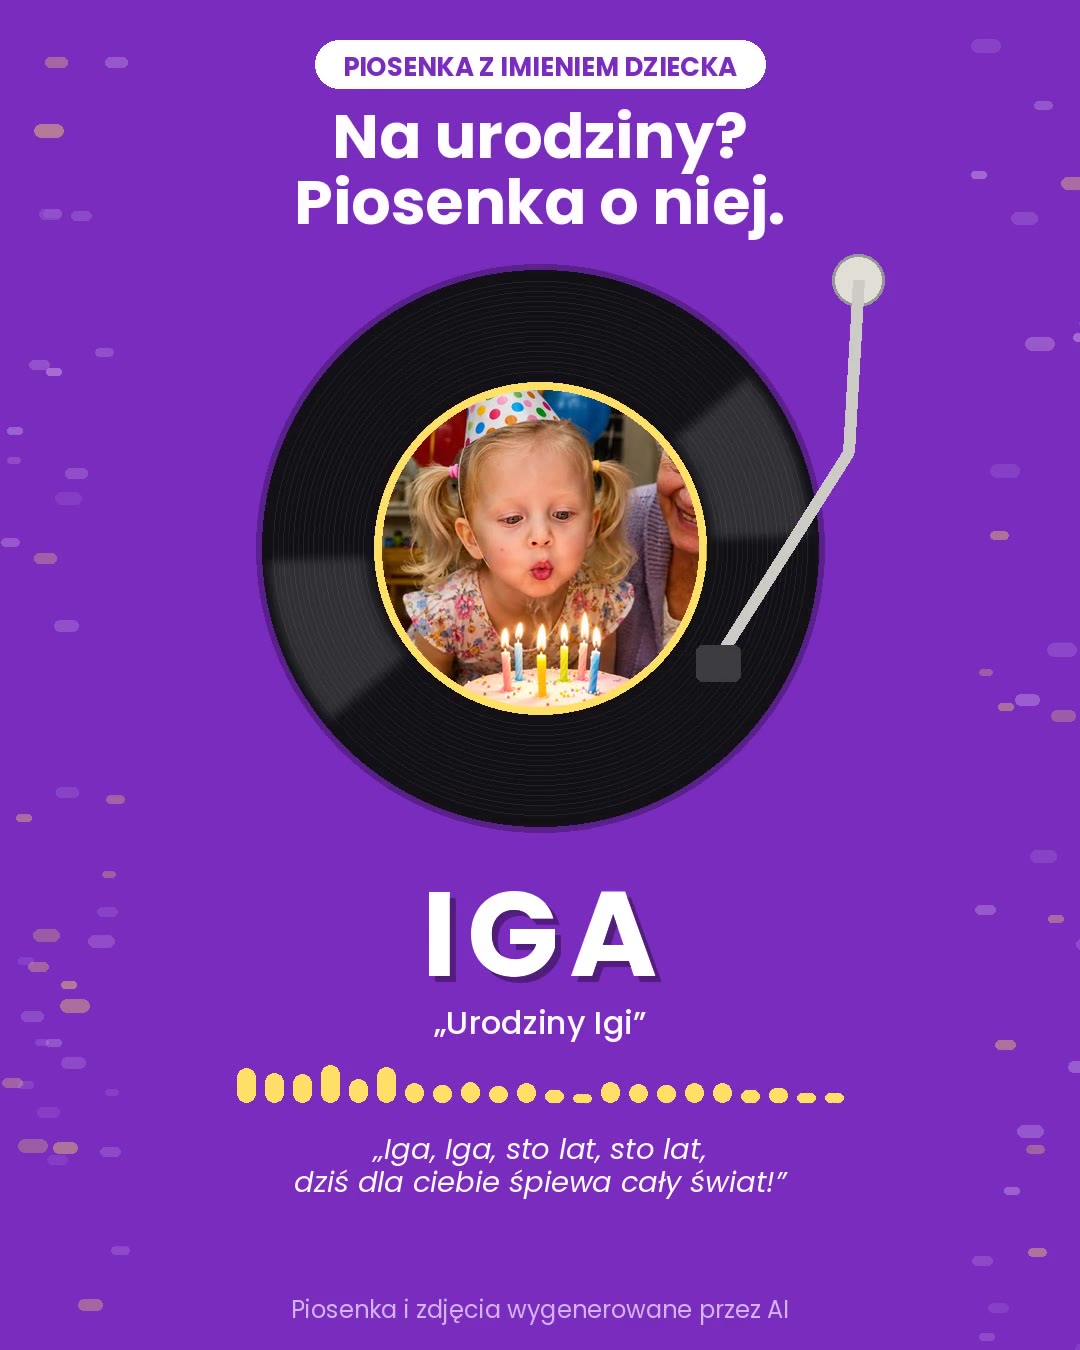 PIOSENKA Z IMIENIEM DZIECKA
Na urodziny?
Piosenka o niej.
IGA
„Urodziny Igi”
„Iga, Iga, sto lat, sto lat,
dziś dla ciebie śpiewa cały świat!”
Piosenka i zdjęcia wygenerowane przez AI